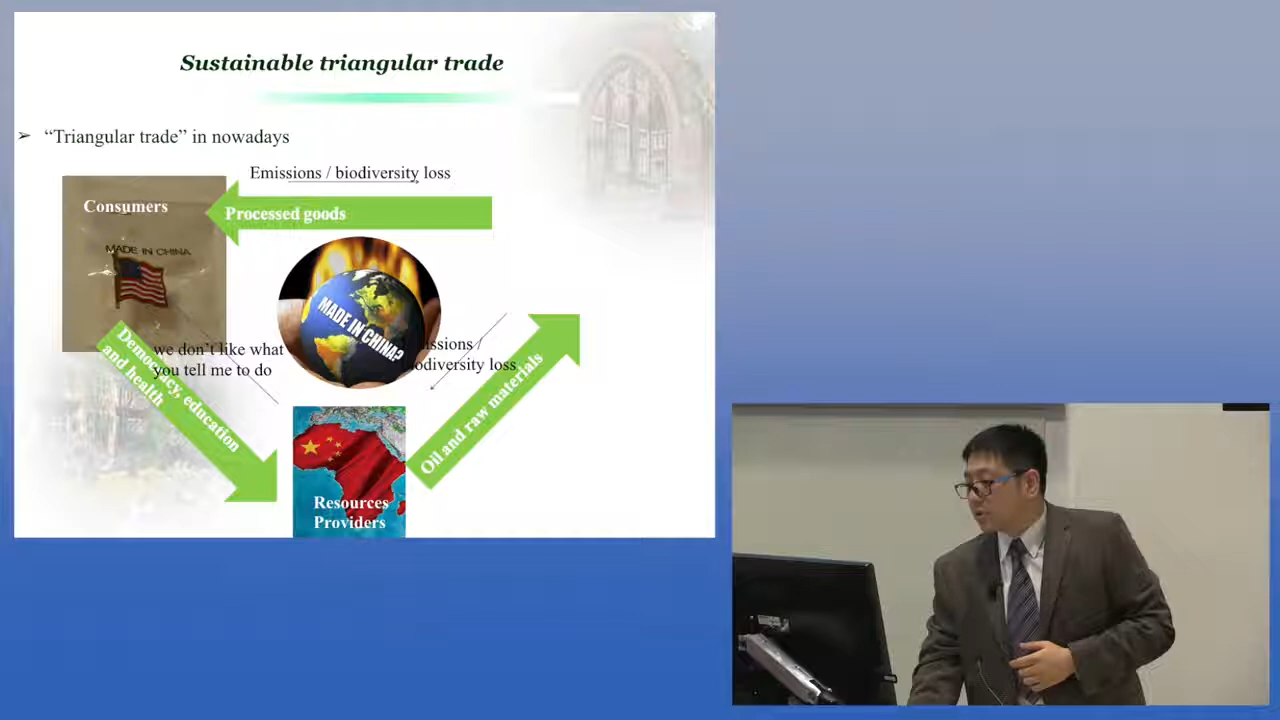 Sustainable triangular trade
➢ “Triangular trade” in nowadays
Emissions / biodiversity loss
Consumers
Processed goods
MADE IN CHINA
MADE IN CHINA?
we don't like what
you tell me to do
Democracy, education
and health
loss
Oil and raw materials
Resources
Providers